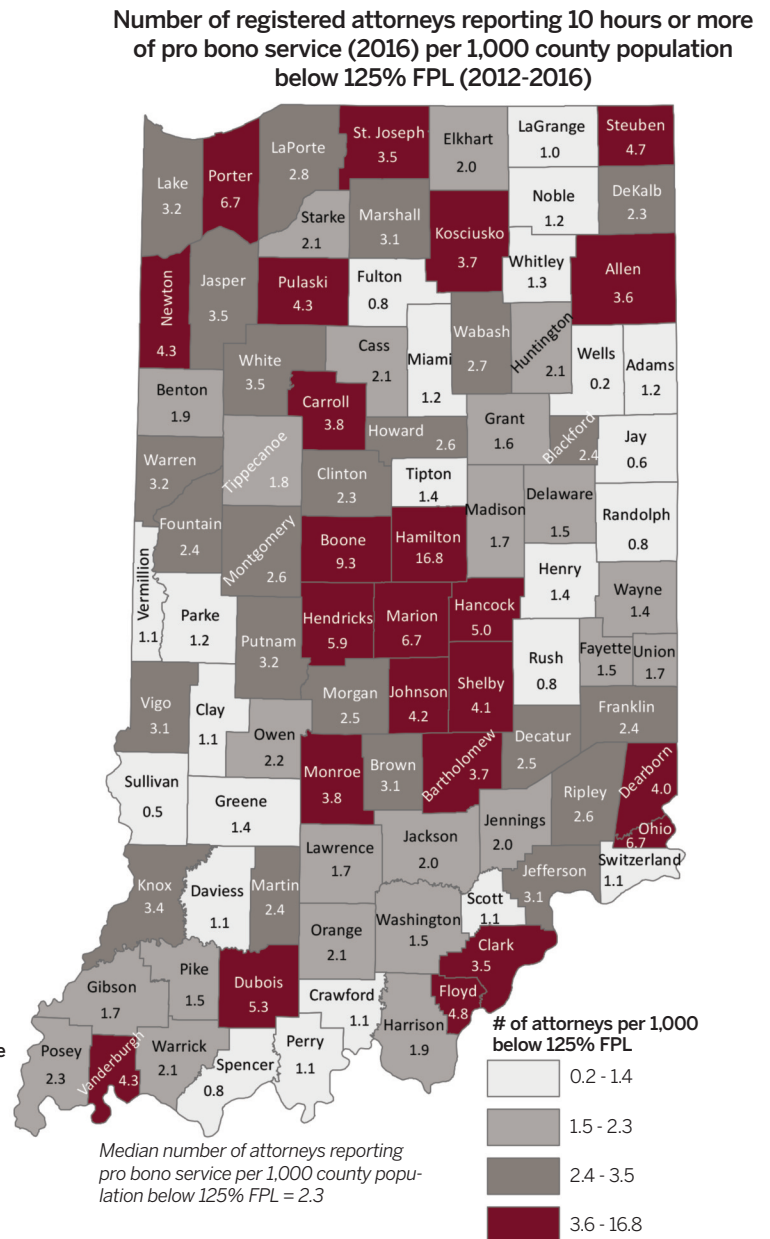 Number of registered attorneys reporting 10 hours or more
of pro bono service (2016) per 1,000 county population
below 125% FPL (2012-2016)
Lake
3.2
Porter
6.7
LaPorte
2.8
St. Joseph
3.5
Elkhart
2.0
LaGrange
1.0
Steuben
4.7
Starke
2.1
Marshall
3.1
Kosciusko
3.7
Noble
1.2
DeKalb
2.3
Whitley
1.3
Allen
3.6
Newton
4.3
Jasper
3.5
Pulaski
4.3
Fulton
0.8
White
3.5
Cass
2.1
Miami
1.2
Wabash
2.7
Huntington
2.1
Wells
0.2
Adams
1.2
Benton
1.9
Carroll
3.8
Howard
2.6
Grant
1.6
Blackford
2.4
Jay
0.6
Warren
3.2
Tippecanoe
1.8
Clinton
2.3
Tipton
1.4
Madison
1.7
Delaware
1.5
Randolph
0.8
Fountain
2.4
Montgomery
2.6
Boone
9.3
Hamilton
16.8
Henry
1.4
Wayne
1.4
Vermillion
1.1
Parke
1.2
Putnam
3.2
Hendricks
5.9
Marion
6.7
Hancock
5.0
Rush
0.8
Fayette
1.5
Union
1.7
Vigo
3.1
Clay
1.1
Owen
2.2
Morgan
2.5
Johnson
4.2
Shelby
4.1
Decatur
2.5
Franklin
2.4
Sullivan
0.5
Greene
1.4
Monroe
3.8
Brown
3.1
Bartholomew
3.7
Jennings
2.0
Ripley
2.6
Dearborn
4.0
Ohio
6.7
Switzerland
1.1
Lawrence
1.7
Jackson
2.0
Jefferson
3.1
Knox
3.4
Daviess
1.1
Martin
2.4
Orange
2.1
Washington
1.5
Scott
1.1
Clark
3.5
Floyd
4.8
Gibson
1.7
Pike
1.5
Dubois
5.3
Crawford
1.1
Harrison
1.9
Posey
2.3
Vanderburgh
4.3
Warrick
2.1
Spencer
0.8
Perry
1.1
# of attorneys per 1,000
below 125% FPL
0.2 - 1.4
1.5 - 2.3
2.4 - 3.5
3.6 - 16.8
Median number of attorneys reporting
pro bono service per 1,000 county popu-
lation below 125% FPL = 2.3